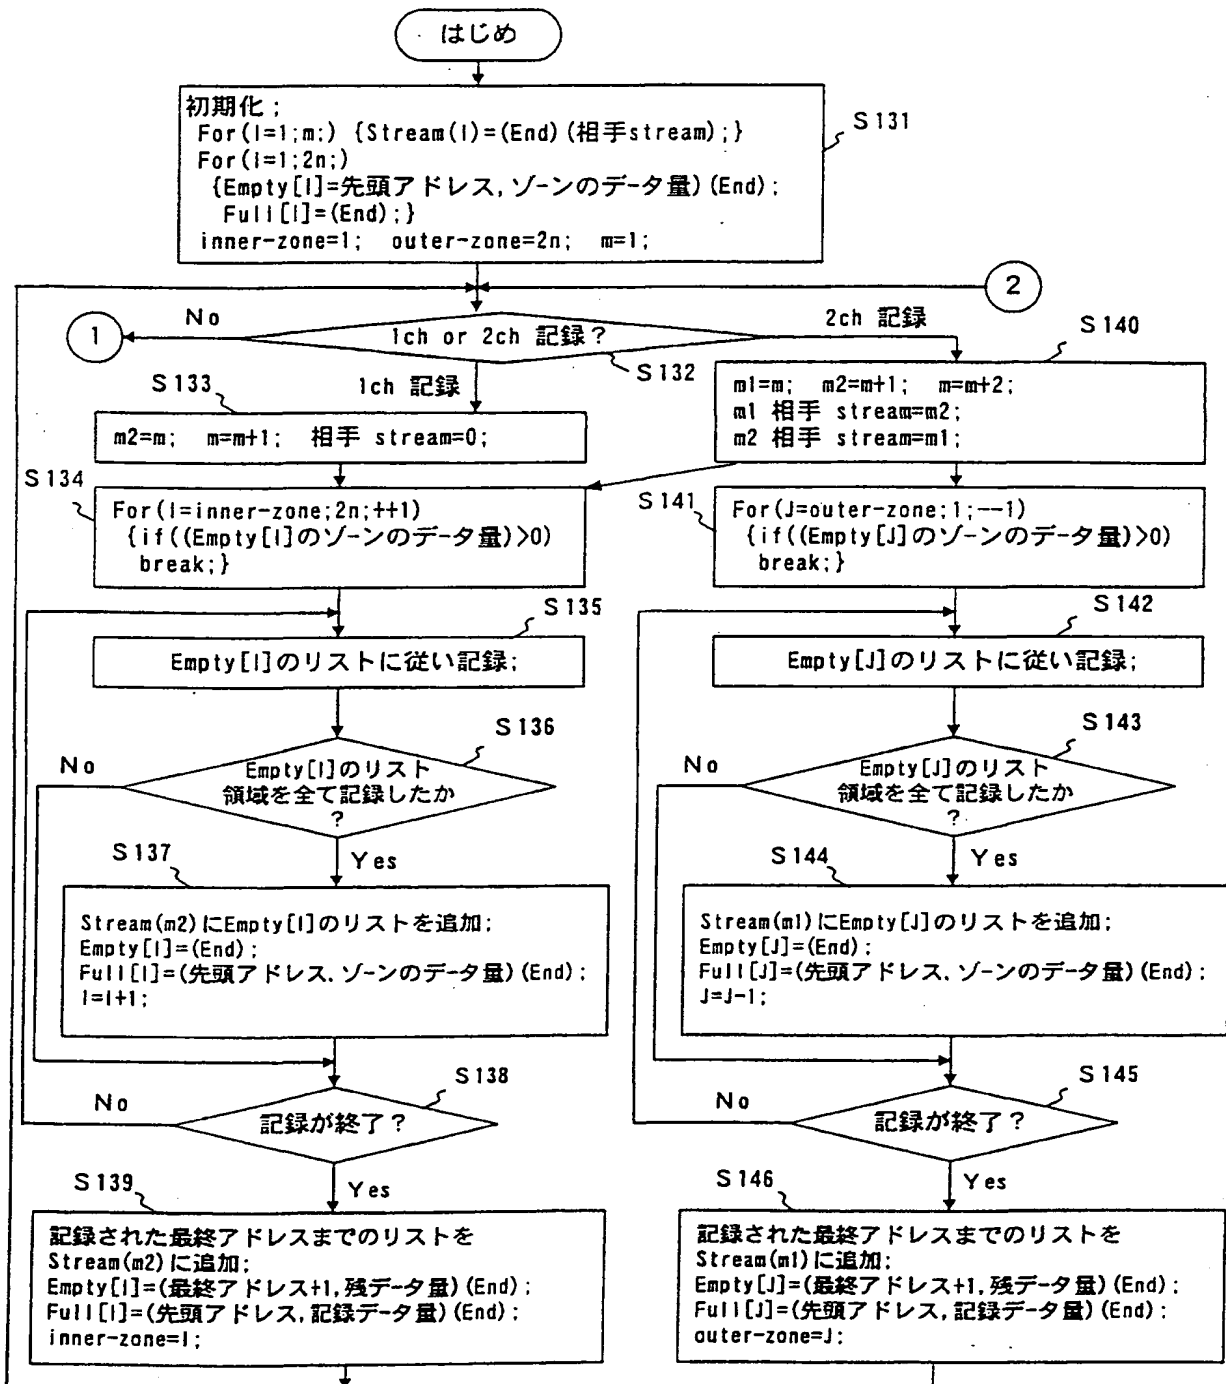 はじめ
初期化;
For(I=1;m;) {Stream(I)=(End)(相手stream);}
For(I=1;2n;)
{Empty[I]=先頭アドレス,ゾーンのデータ量)(End);
Full[I]=(End);}
inner-zone=1; outer-zone=2n; m=1;
S131
2
1
No
1ch or 2ch 記録?
2ch 記録
S132
1ch 記録
S133
m2=m; m=m+1; 相手 stream=0;
S140
m1=m; m2=m+1; m=m+2;
m1 相手 stream=m2;
m2 相手 stream=m1;
S134
For(I=inner-zone;2n;++1)
{if((Empty[I]のゾーンのデータ量)>0)
break;}
S141
For(J=outer-zone;1;--1)
{if((Empty[J]のゾーンのデータ量)>0)
break;}
S135
Empty[I]のリストに従い記録;
S142
Empty[J]のリストに従い記録;
S136
No
Empty[I]のリスト
領域を全て記録したか
?
Yes
S143
No
Empty[J]のリスト
領域を全て記録したか
?
Yes
S137
Stream(m2)にEmpty[I]のリストを追加;
Empty[I]=(End);
Full[I]=(先頭アドレス,ゾーンのデータ量)(End);
I=I+1;
S144
Stream(m1)にEmpty[J]のリストを追加;
Empty[J]=(End);
Full[J]=(先頭アドレス,ゾーンのデータ量)(End);
J=J-1;
S138
No
記録が終了?
Yes
S145
No
記録が終了?
Yes
S139
記録された最終アドレスまでのリストを
Stream(m2)に追加;
Empty[I]=(最終アドレス+1,残データ量)(End);
Full[I]=(先頭アドレス,記録データ量)(End);
inner-zone=I;
S146
記録された最終アドレスまでのリストを
Stream(m1)に追加;
Empty[J]=(最終アドレス+1,残データ量)(End);
Full[J]=(先頭アドレス,記録データ量)(End);
outer-zone=J;